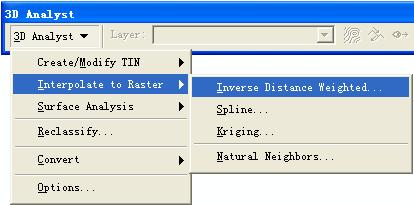 3D Analyst
3D Analyst Layer:
Create/Modify TIN
Interpolate to Raster
Surface Analysis
Reclassify...
Convert
Options...
Inverse Distance Weighted...
Spline...
Kriging...
Natural Neighbors...